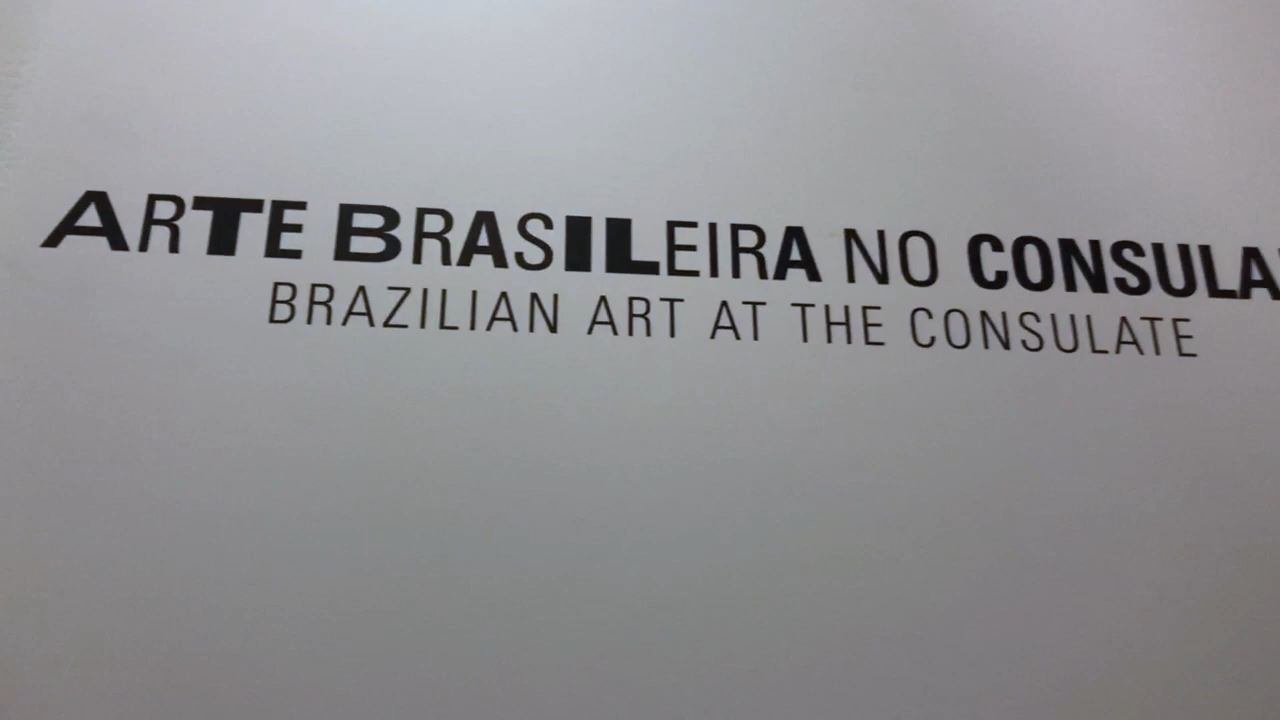 ARTE BRASILEIRA NO CONSULA
BRAZILIAN ART AT THE CONSULATE